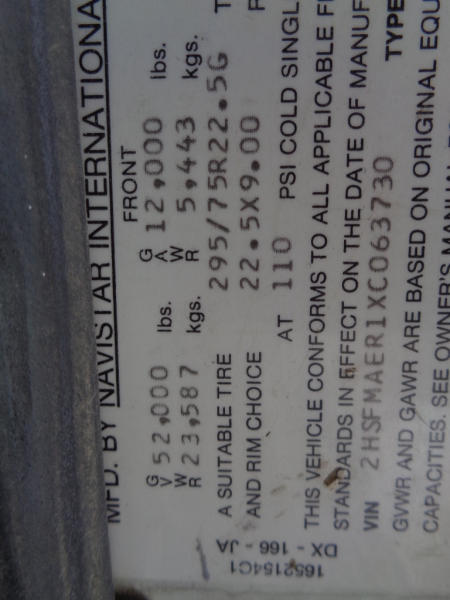 MFD. BY NAVISTAR INTERNATIONA
FRONT
GVWR 52,000 lbs. GAWR 12,000 lbs.
23,587 kgs. 5,443 kgs.
A SUITABLE TIRE 295/75R22.5G T
AND RIM CHOICE 22.5X9.00 R
AT 110 PSI COLD SINGL
THIS VEHICLE CONFORMS TO ALL APPLICABLE F
STANDARDS IN EFFECT ON THE DATE OF MANUF
VIN 2HSFMAER1XC063730 TYPE
GVWR AND GAWR ARE BASED ON ORIGINAL EQU
CAPACITIES. SEE OWNER'S MANUAL
DX - 166 - JA
1652154C1